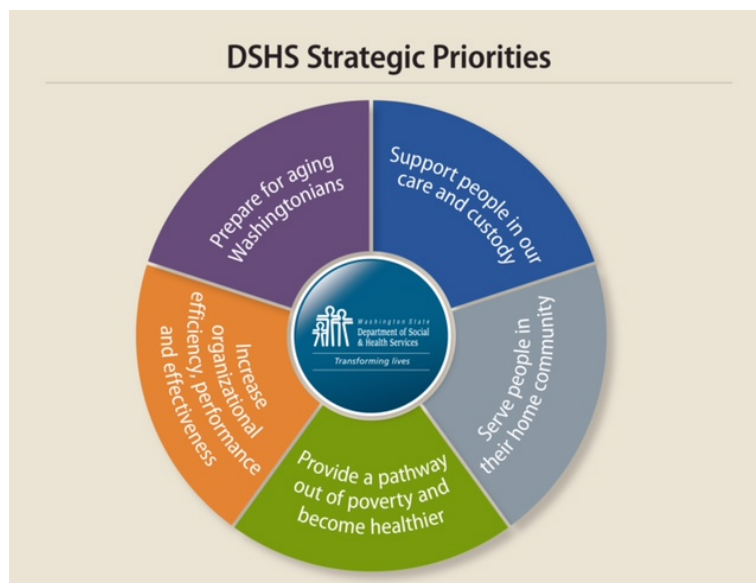 DSHS Strategic Priorities
Prepare for aging
Washingtonians
Support people in our
care and custody
Serve people in
their home community
Provide a pathway
out of poverty and
become healthier
Increase
organizational
efficiency, performance
and effectiveness
Washington State
Department of Social
& Health Services
Transforming lives